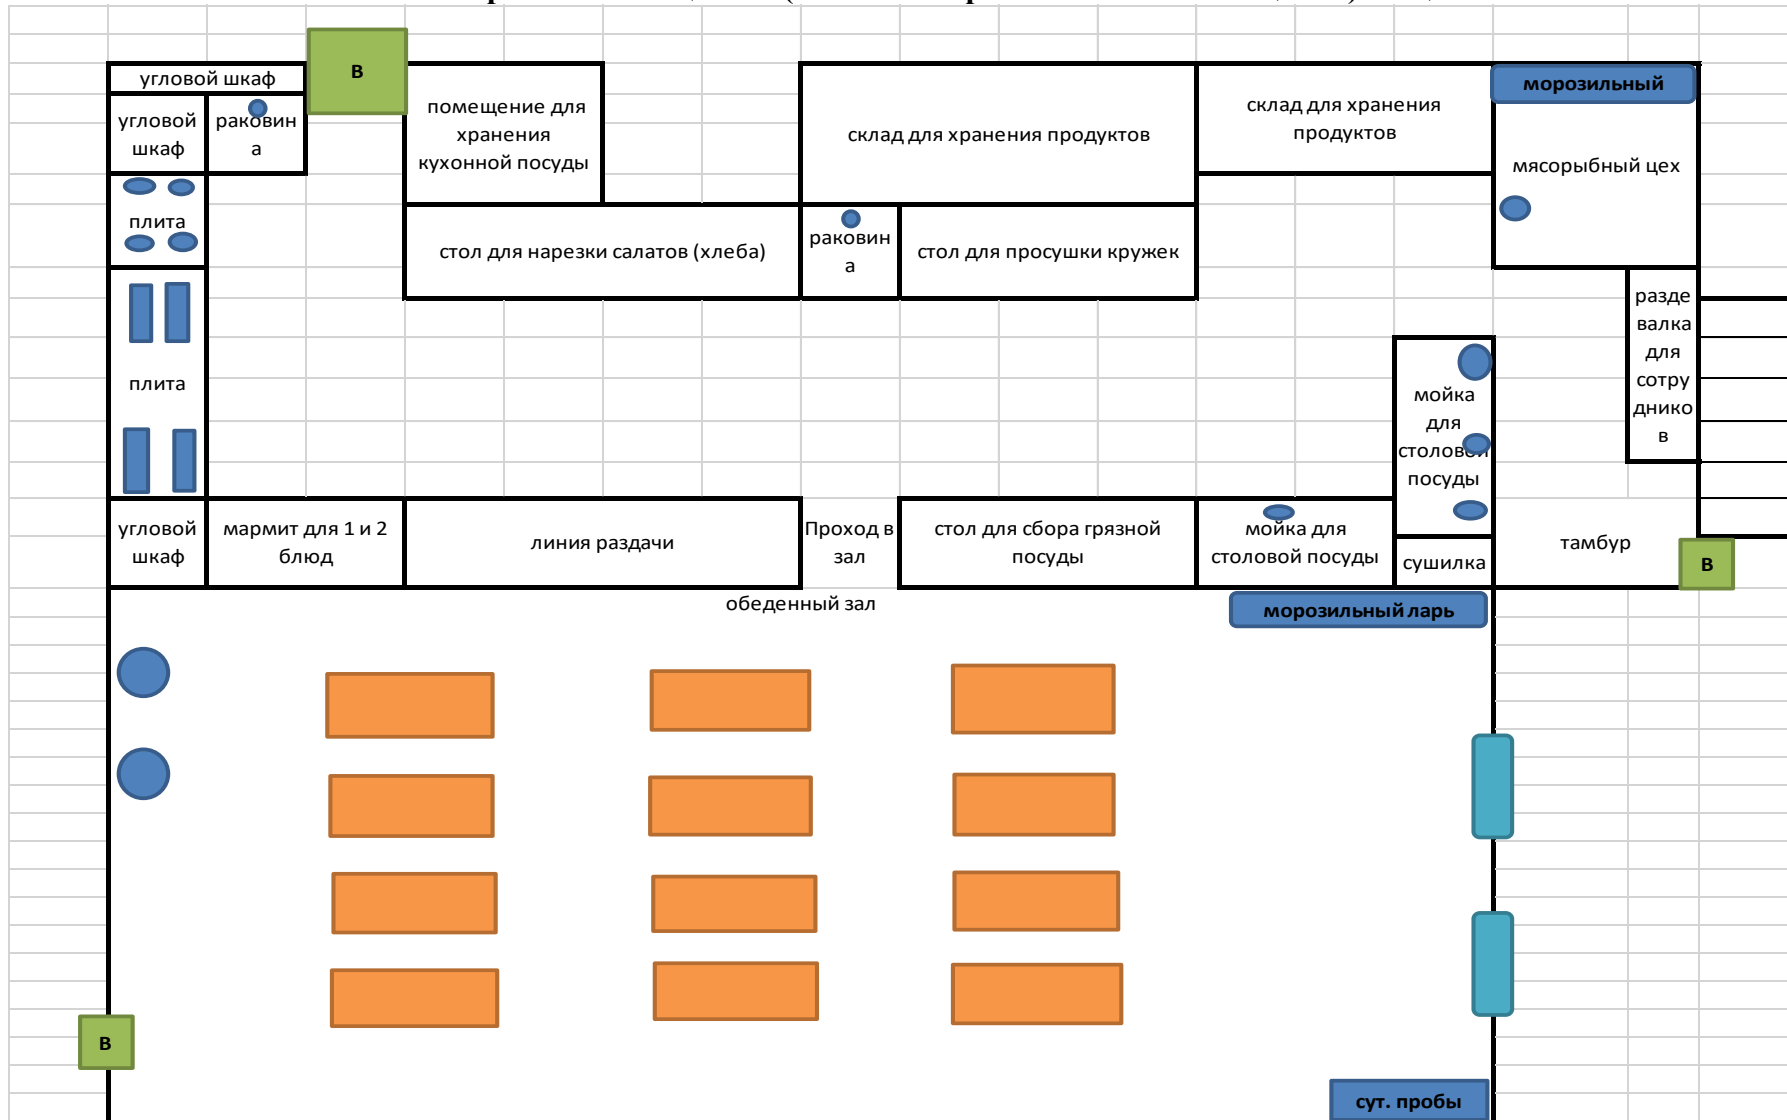 угловой шкаф
В
угловой
шкаф
раковин
а
помещение для
хранения
кухонной посуды
склад для хранения продуктов
склад для хранения
продуктов
морозильный
мясорыбный цех
плита
стол для нарезки салатов (хлеба)
раковин
а
стол для просушки кружек
разде
валка
для
сотру
днико
в
плита
мойка
для
столовой
посуды
угловой
шкаф
мармит для 1 и 2
блюд
линия раздачи
Проход в
зал
стол для сбора грязной
посуды
мойка для
столовой посуды
сушилка
тамбур
В
обеденный зал
морозильный ларь
В
сут. пробы